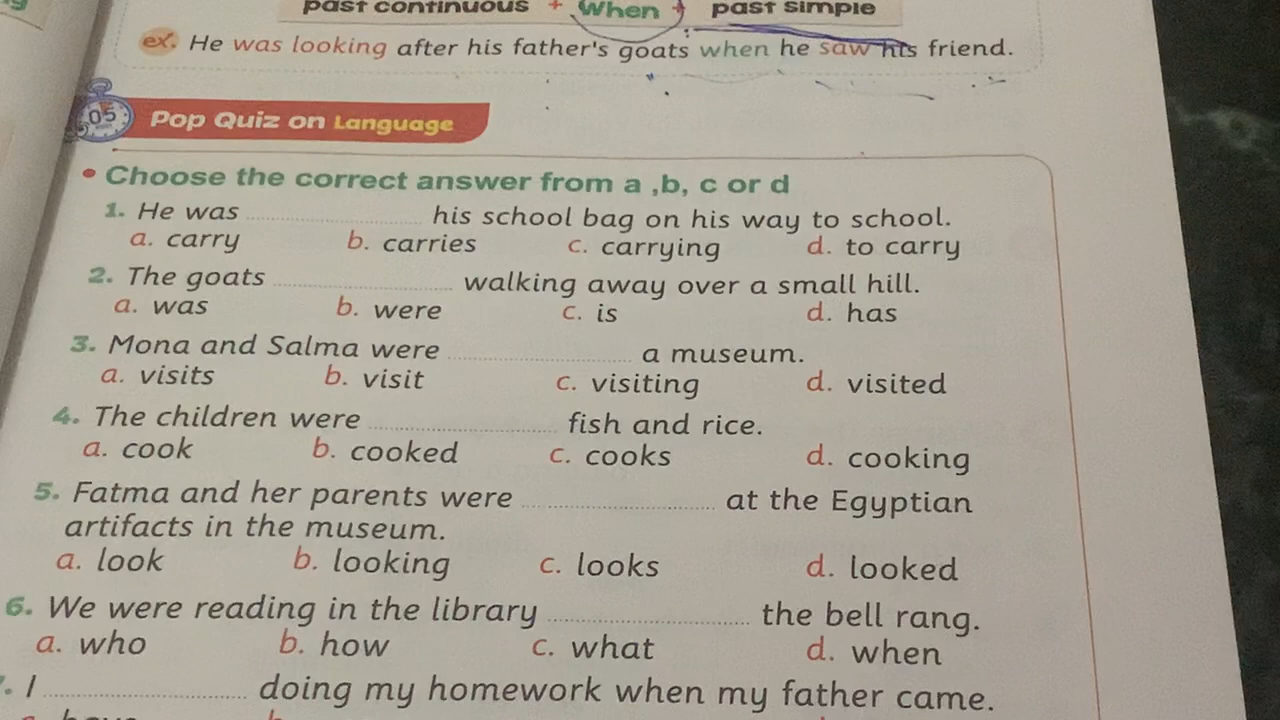 past continuous + When + past simple
ex. He was looking after his father's goats when he saw his friend.
05 Pop Quiz on Language
• Choose the correct answer from a ,b, c or d
1. He was .......... his school bag on his way to school.
a. carry b. carries c. carrying d. to carry
2. The goats .......... walking away over a small hill.
a. was b. were c. is d. has
3. Mona and Salma were .......... a museum.
a. visits b. visit c. visiting d. visited
4. The children were .......... fish and rice.
a. cook b. cooked c. cooks d. cooking
5. Fatma and her parents were .......... at the Egyptian
artifacts in the museum.
a. look b. looking c. looks d. looked
6. We were reading in the library .......... the bell rang.
a. who b. how c. what d. when
. I .......... doing my homework when my father came.